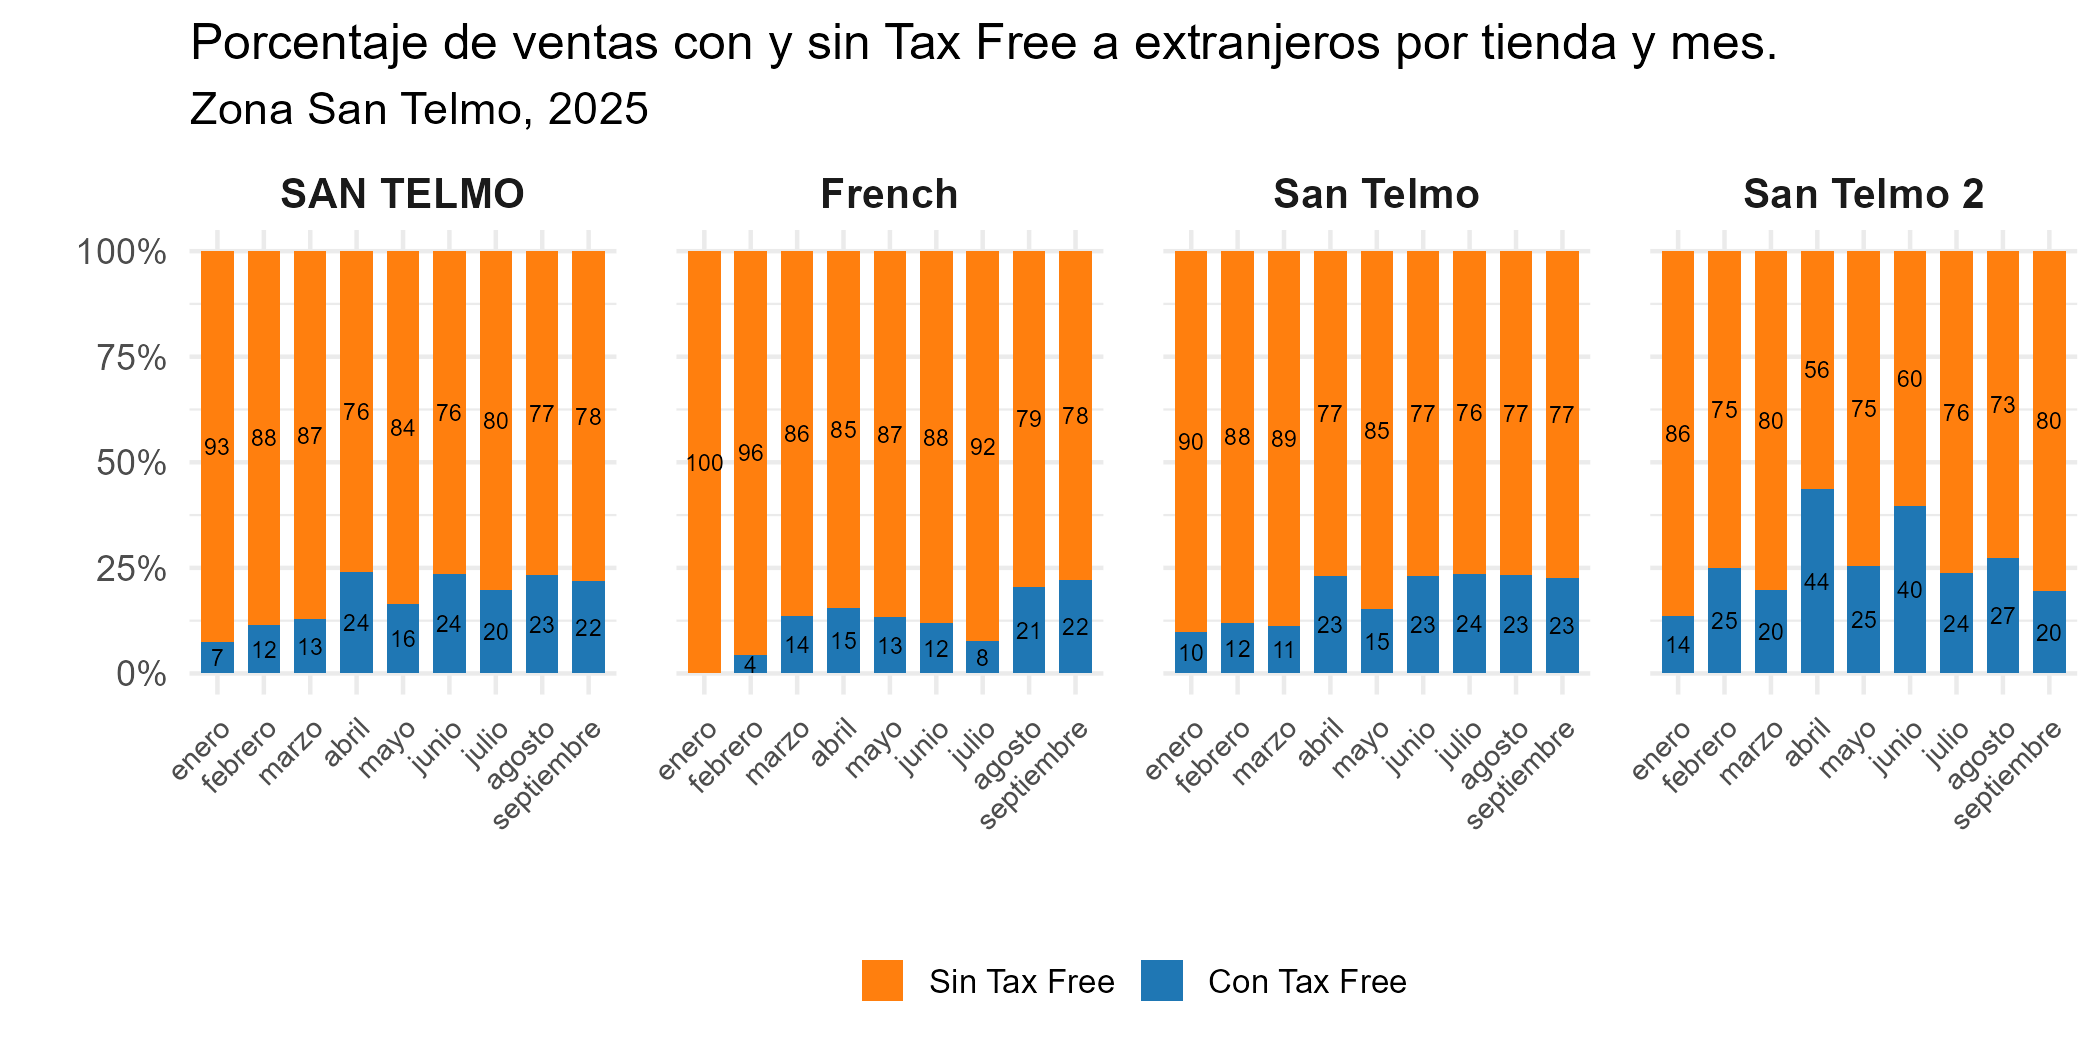 Porcentaje de ventas con y sin Tax Free a extranjeros por tienda y mes.
Zona San Telmo, 2025
SAN TELMO
French
San Telmo
San Telmo 2
100%
75%
50%
25%
0%
93 88 87 76 84 76 80 77 78
7 12 13 24 16 24 20 23 22
100 96 86 85 87 88 92 79 78
4 14 15 13 12 8 21 22
90 88 89 77 85 77 76 77 77
10 12 11 23 15 23 24 23 23
86 75 80 56 75 60 76 73 80
14 25 20 44 25 40 24 27 20
enero febrero marzo abril mayo junio julio agosto septiembre
enero febrero marzo abril mayo junio julio agosto septiembre
enero febrero marzo abril mayo junio julio agosto septiembre
enero febrero marzo abril mayo junio julio agosto septiembre
Sin Tax Free
Con Tax Free